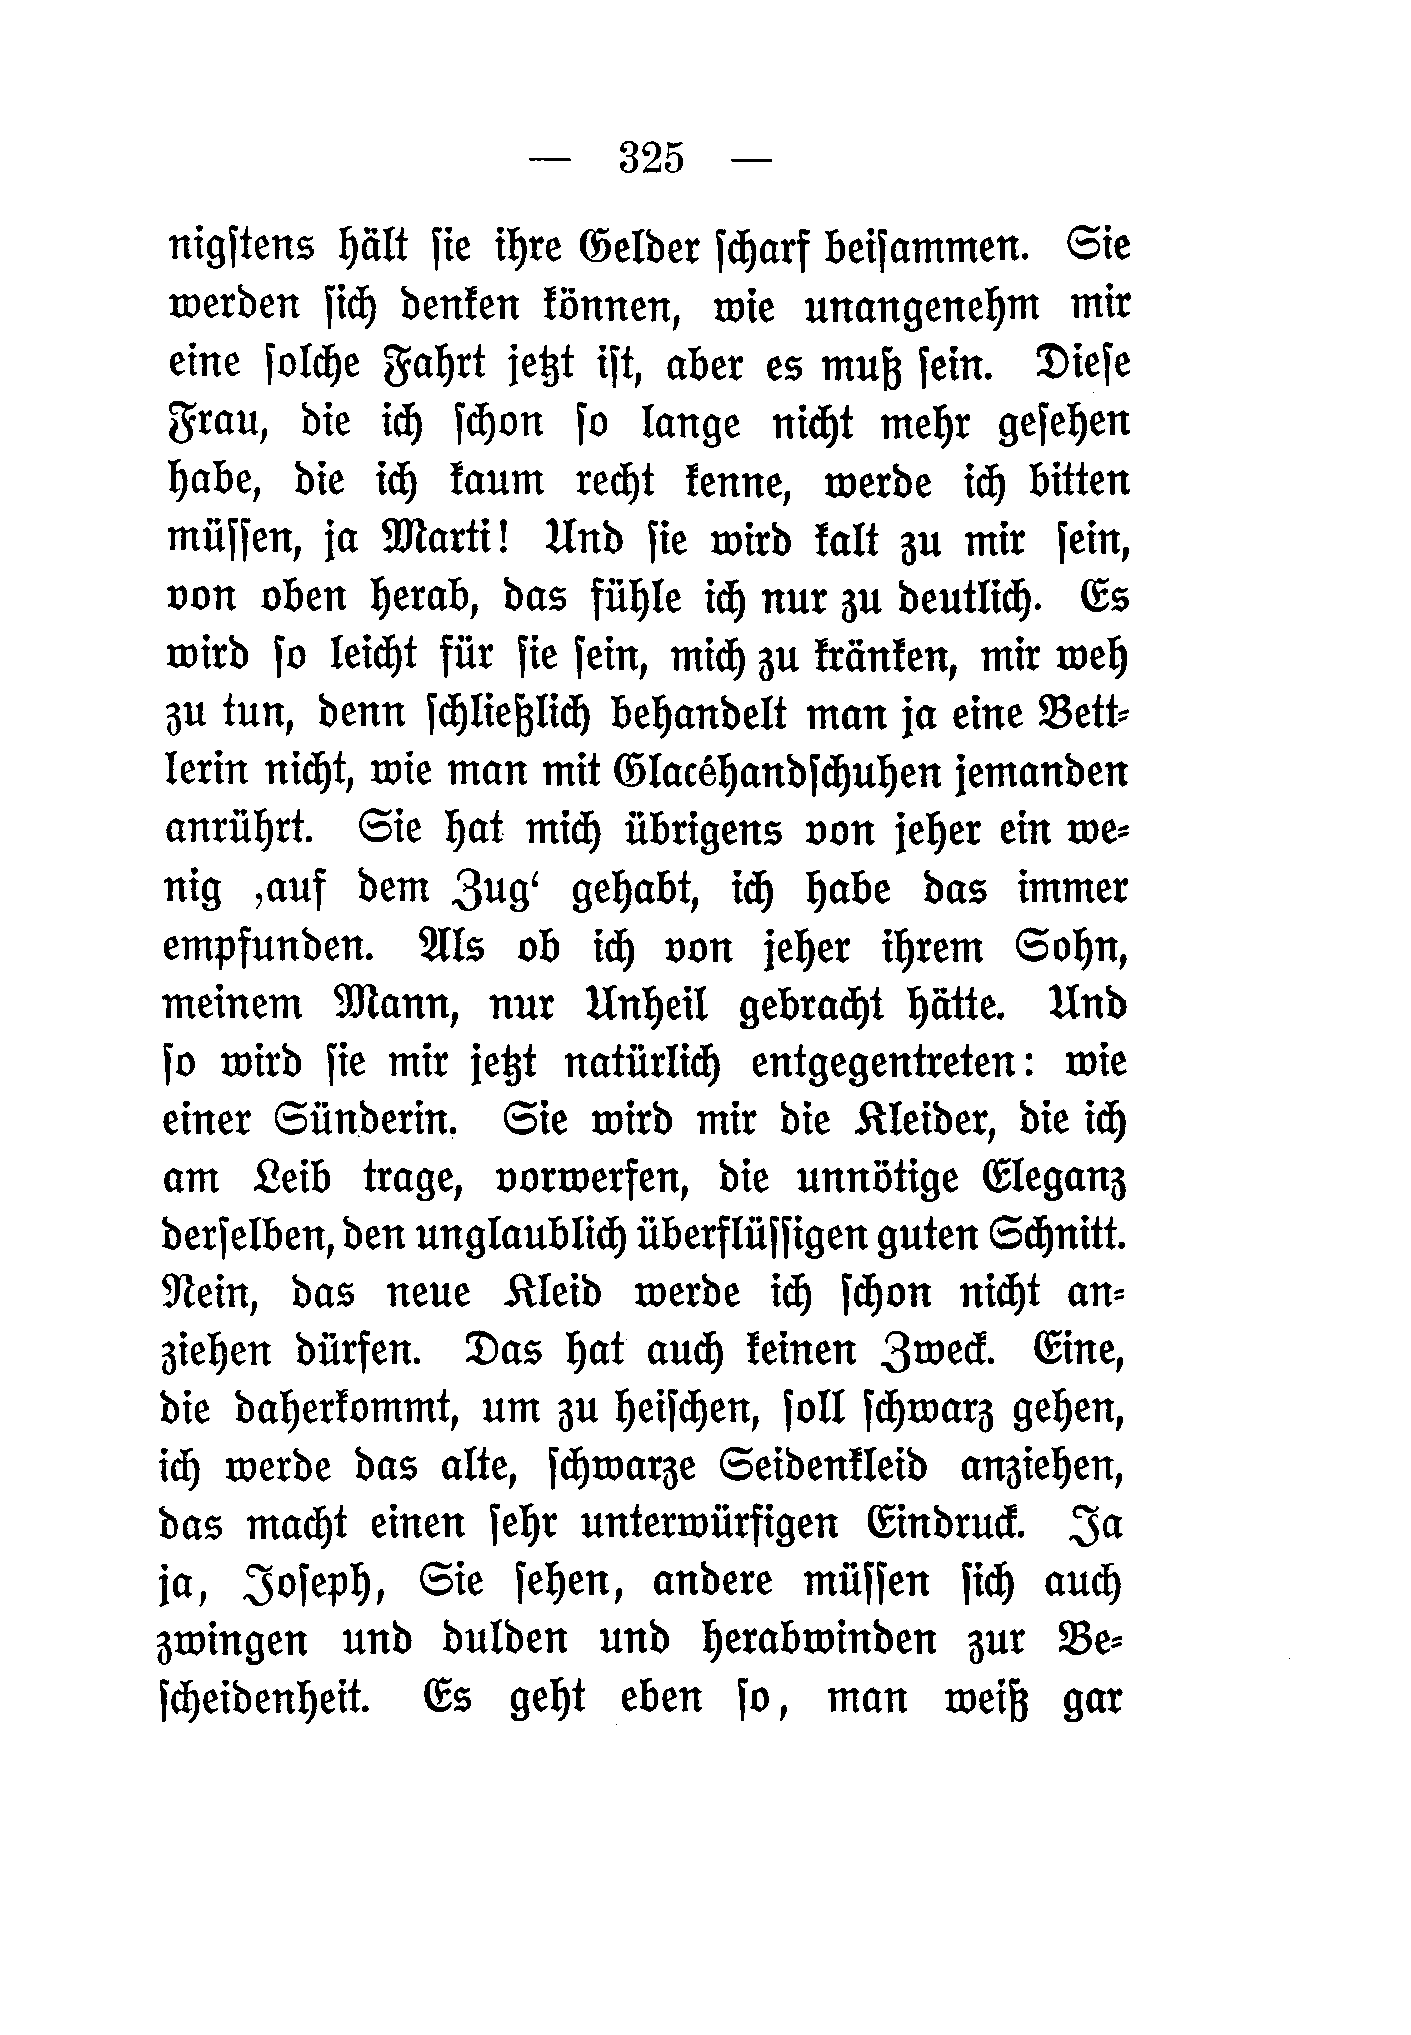 — 325 —
nigſtens hält ſie ihre Gelder ſcharf beiſammen. Sie
werden ſich denken können, wie unangenehm mir
eine ſolche Fahrt jetzt iſt, aber es muß ſein. Dieſe
Frau, die ich ſchon ſo lange nicht mehr geſehen
habe, die ich kaum recht kenne, werde ich bitten
müſſen, ja Marti! Und ſie wird kalt zu mir ſein,
von oben herab, das fühle ich nur zu deutlich. Es
wird ſo leicht für ſie ſein, mich zu kränken, mir weh
zu tun, denn ſchließlich behandelt man ja eine Bett⸗
lerin nicht, wie man mit Glacéhandſchuhen jemanden
anrührt. Sie hat mich übrigens von jeher ein we⸗
nig ‚auf dem Zug‘ gehabt, ich habe das immer
empfunden. Als ob ich von jeher ihrem Sohn,
meinem Mann, nur Unheil gebracht hätte. Und
ſo wird ſie mir jetzt natürlich entgegentreten: wie
einer Sünderin. Sie wird mir die Kleider, die ich
am Leib trage, vorwerfen, die unnötige Eleganz
derſelben, den unglaublich überflüſſigen guten Schnitt.
Nein, das neue Kleid werde ich ſchon nicht an⸗
ziehen dürfen. Das hat auch keinen Zweck. Eine,
die daherkommt, um zu heiſchen, ſoll ſchwarz gehen,
ich werde das alte, ſchwarze Seidenkleid anziehen,
das macht einen ſehr unterwürfigen Eindruck. Ja
ja, Joſeph, Sie ſehen, andere müſſen ſich auch
zwingen und dulden und herabwinden zur Be⸗
ſcheidenheit. Es geht eben ſo, man weiß gar